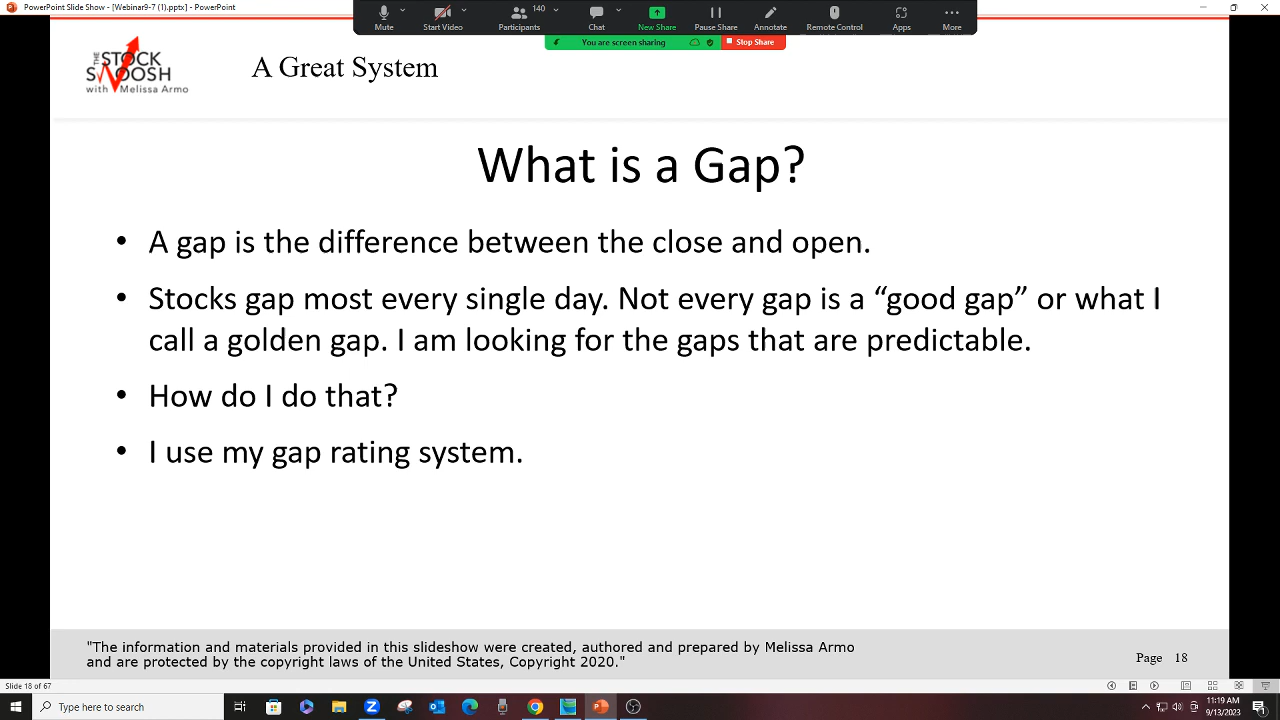 PowerPoint Slide Show - [Webinar9-7 (1).pptx] - PowerPoint
140
Mute
Start Video
Participants
Chat
New Share
Pause Share
Annotate
Remote Control
Apps
More
You are screen sharing
Stop Share
THE STOCK
SWOOSH
with Melissa Armo
A Great System
What is a Gap?
• A gap is the difference between the close and open.
• Stocks gap most every single day. Not every gap is a “good gap” or what I
call a golden gap. I am looking for the gaps that are predictable.
• How do I do that?
• I use my gap rating system.
"The information and materials provided in this slideshow were created, authored and prepared by Melissa Armo
and are protected by the copyright laws of the United States, Copyright 2020."
Page 18
Slide 18 of 67
Type here to search
11:19 AM
9/13/2023